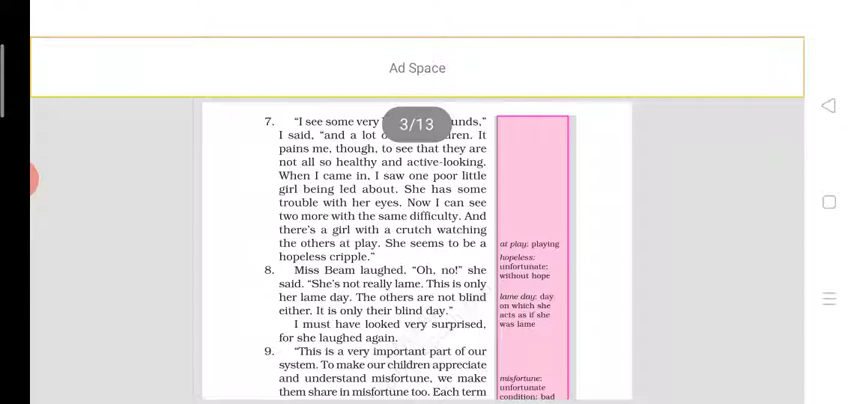 Ad Space
3/13
7. "I see some very unds,"
I said, "and a lot o ren. It
pains me, though, to see that they are
not all so healthy and active-looking.
When I came in, I saw one poor little
girl being led about. She has some
trouble with her eyes. Now I can see
two more with the same difficulty. And
there's a girl with a crutch watching
the others at play. She seems to be a
hopeless cripple."
8. Miss Beam laughed. "Oh, no!" she
said. "She's not really lame. This is only
her lame day. The others are not blind
either. It is only their blind day."
I must have looked very surprised,
for she laughed again.
9. "This is a very important part of our
system. To make our children appreciate
and understand misfortune, we make
them share in misfortune too. Each term
at play: playing
hopeless:
unfortunate;
without hope
lame day: day
on which she
acts as if she
was lame
misfortune:
unfortunate
condition; bad